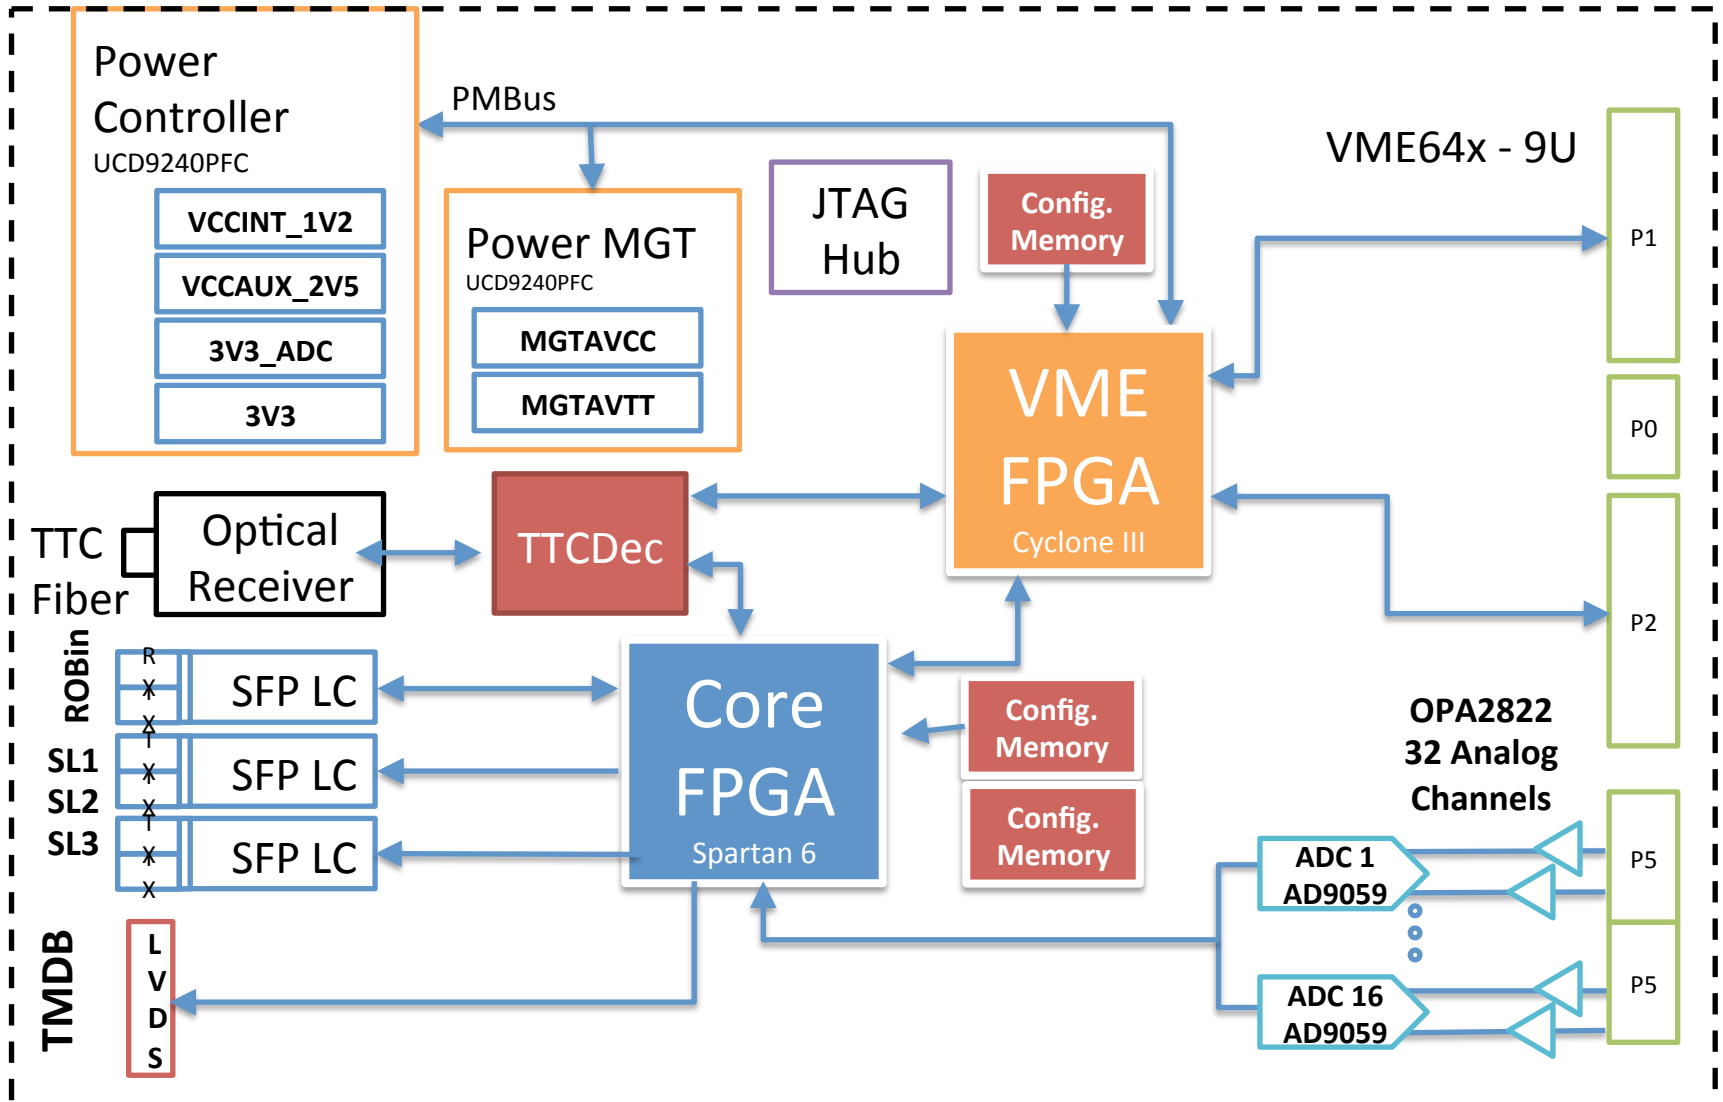 Power
Controller
UCD9240PFC
VCCINT_1V2
VCCAUX_2V5
3V3_ADC
3V3
PMBus
Power MGT
UCD9240PFC
MGTAVCC
MGTAVTT
JTAG
Hub
Config.
Memory
VME64x - 9U
P1
P0
P2
VME
FPGA
Cyclone III
TTC
Fiber
Optical
Receiver
TTCDec
ROBin
R
X
T
X
SFP LC
SL1
SL2
SL3
T
X
T
X
SFP LC
T
X
X
SFP LC
Core
FPGA
Spartan 6
Config.
Memory
Config.
Memory
OPA2822
32 Analog
Channels
ADC 1
AD9059
P5
ADC 16
AD9059
P5
TMDB
L
V
D
S